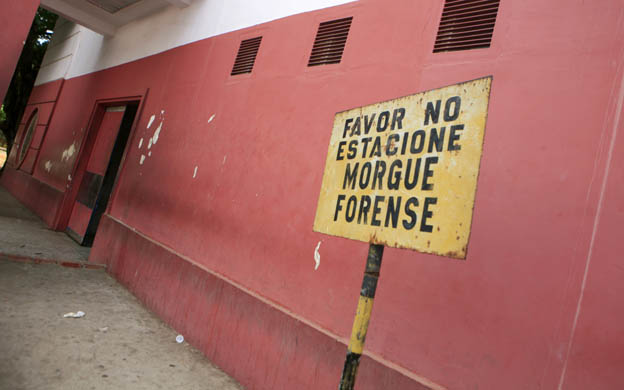 FAVOR NO
ESTACIONE
MORGUE
FORENSE